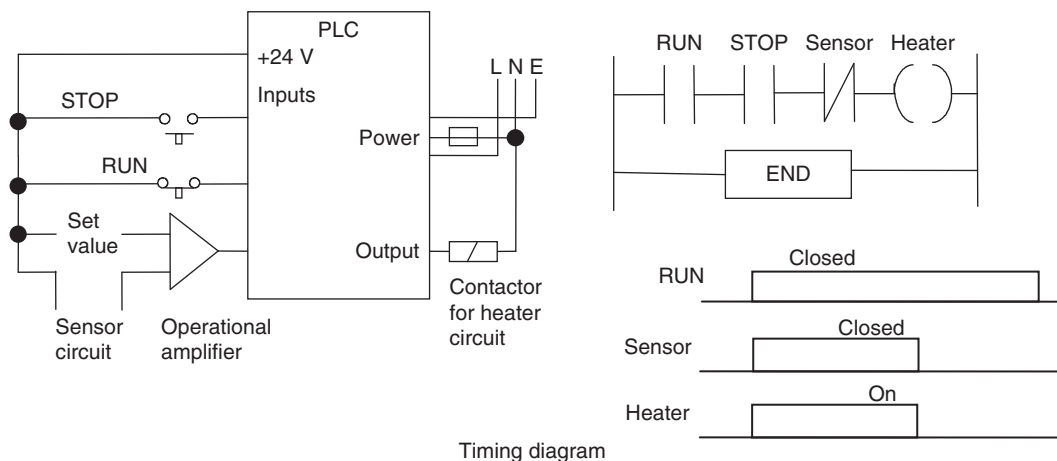 PLC
+24 V
Inputs
STOP
RUN
Set
value
Sensor
circuit
Operational
amplifier
L N E
Power
Output
Contactor
for heater
circuit
RUN STOP Sensor Heater
END
Closed
RUN
Closed
Sensor
On
Heater
Timing diagram